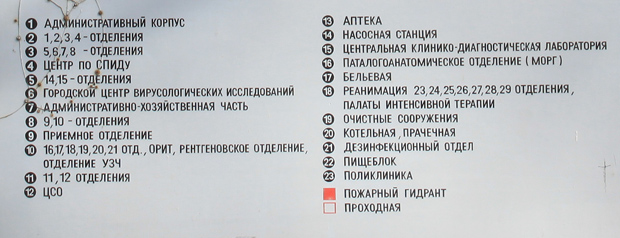 1 АДМИНИСТРАТИВНЫЙ КОРПУС
2 1,2,3,4 - ОТДЕЛЕНИЯ
3 5,6,7,8 - ОТДЕЛЕНИЯ
4 ЦЕНТР ПО СПИДУ
5 14,15 - ОТДЕЛЕНИЯ
6 ГОРОДСКОЙ ЦЕНТР ВИРУСОЛОГИЧЕСКИХ ИССЛЕДОВАНИЙ
7 АДМИНИСТРАТИВНО-ХОЗЯЙСТВЕННАЯ ЧАСТЬ
8 9,10 - ОТДЕЛЕНИЯ
9 ПРИЕМНОЕ ОТДЕЛЕНИЕ
10 16,17,18,19,20,21 ОТД., ОРИТ, РЕНТГЕНОВСКОЕ ОТДЕЛЕНИЕ,
ОТДЕЛЕНИЕ УЗЧ
11 11,12 ОТДЕЛЕНИЯ
12 ЦСО
13 АПТЕКА
14 НАСОСНАЯ СТАНЦИЯ
15 ЦЕНТРАЛЬНАЯ КЛИНИКО-ДИАГНОСТИЧЕСКАЯ ЛАБОРАТОРИЯ
16 ПАТАЛОГОАНАТОМИЧЕСКОЕ ОТДЕЛЕНИЕ ( МОРГ )
17 БЕЛЬЕВАЯ
18 РЕАНИМАЦИЯ 23,24,25,26,27,28,29 ОТДЕЛЕНИЯ,
ПАЛАТЫ ИНТЕНСИВНОЙ ТЕРАПИИ
19 ОЧИСТНЫЕ СООРУЖЕНИЯ
20 КОТЕЛЬНАЯ, ПРАЧЕЧНАЯ
21 ДЕЗИНФЕКЦИОННЫЙ ОТДЕЛ
22 ПИЩЕБЛОК
23 ПОЛИКЛИНИКА
ПОЖАРНЫЙ ГИДРАНТ
ПРОХОДНАЯ